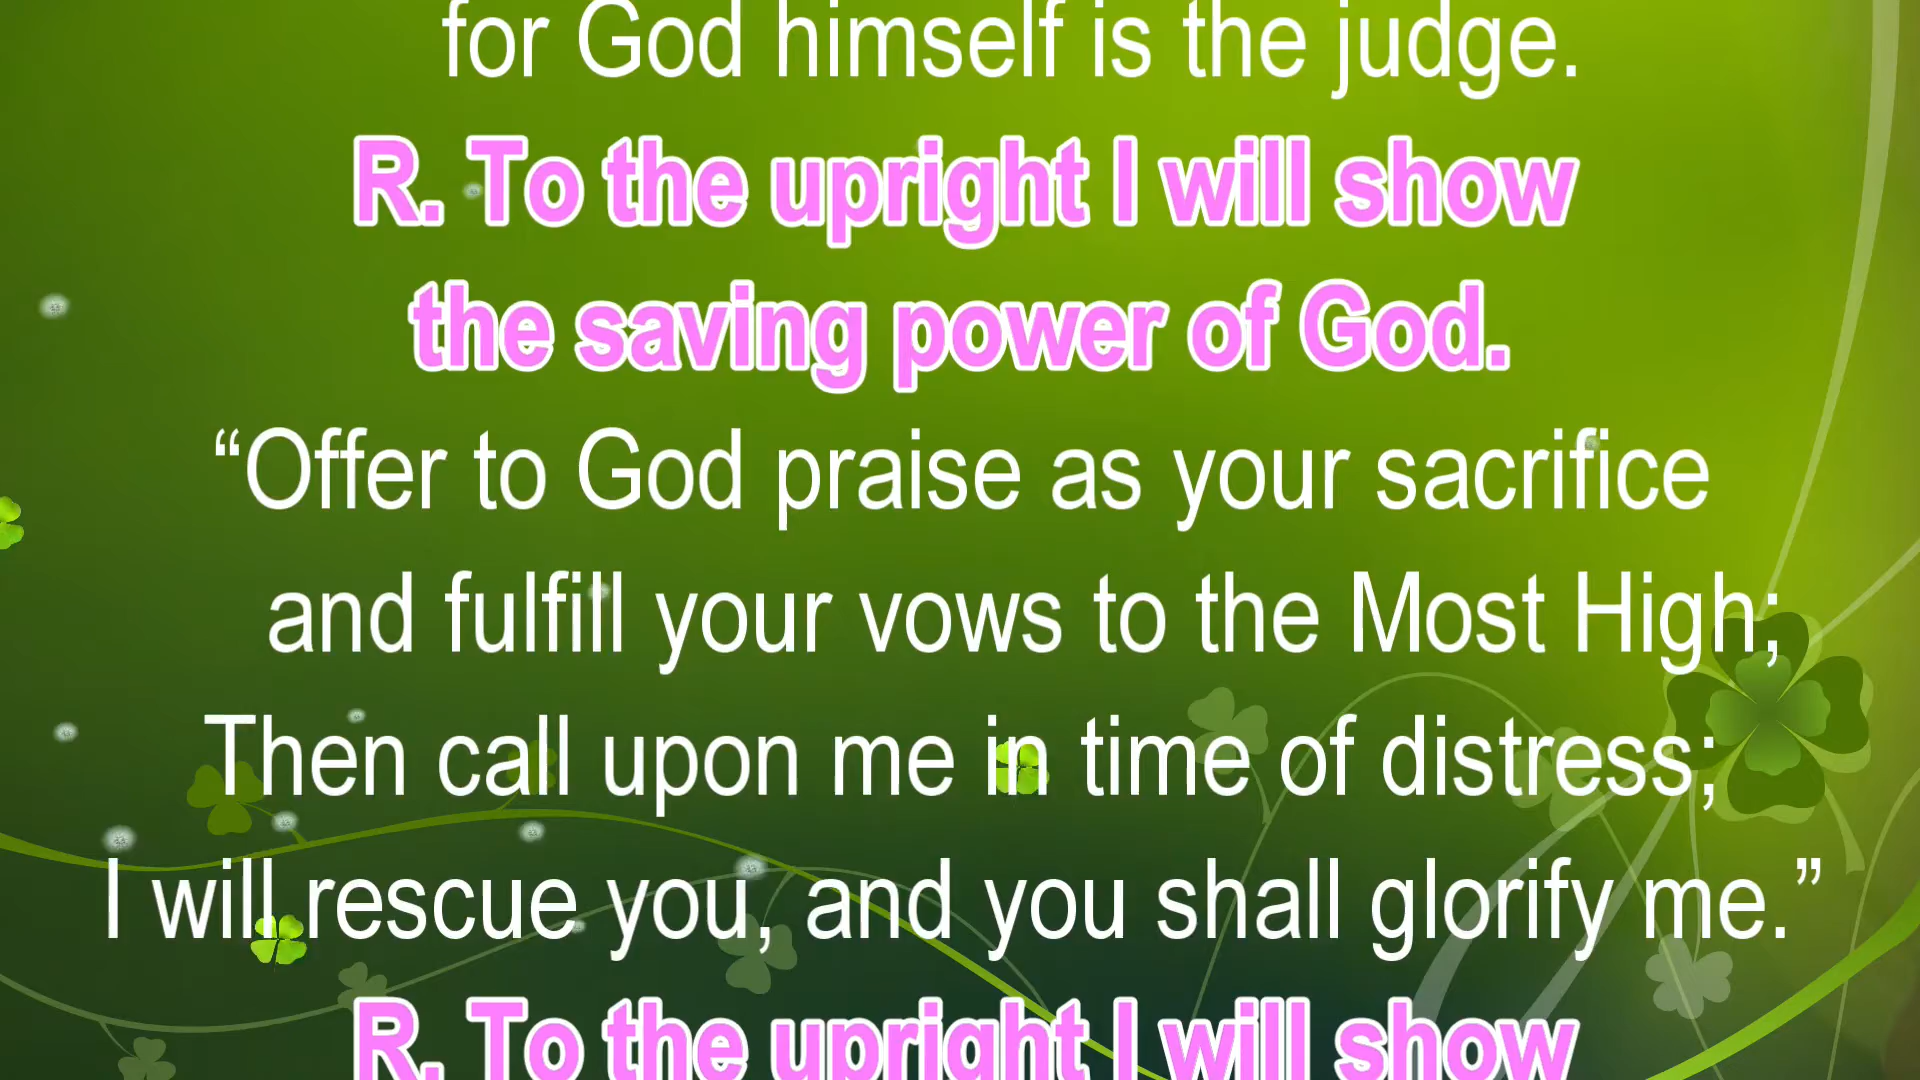 for God himself is the judge.
R. To the upright I will show
the saving power of God.
“Offer to God praise as your sacrifice
and fulfill your vows to the Most High;
Then call upon me in time of distress;
I will rescue you, and you shall glorify me.”
R. To the upright I will show